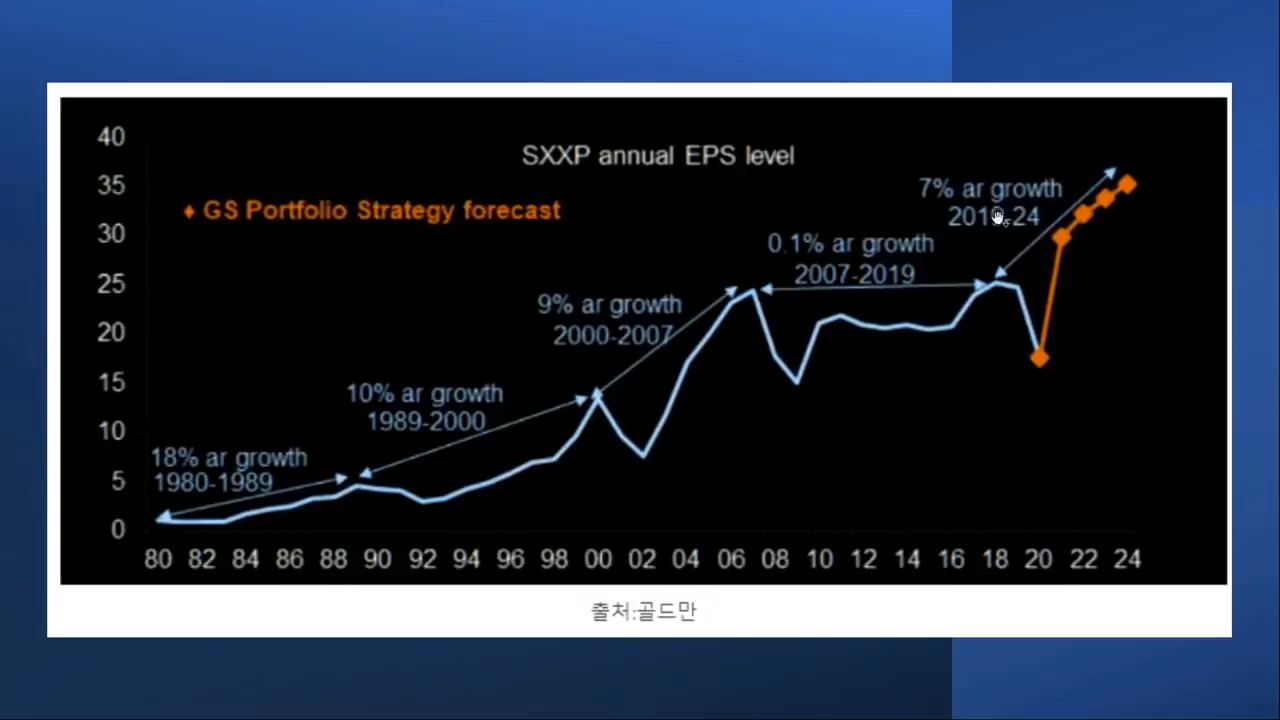 SXXP annual EPS level
GS Portfolio Strategy forecast
40
35
30
25
20
15
10
5
0
18% ar growth
1980-1989
10% ar growth
1989-2000
9% ar growth
2000-2007
0.1% ar growth
2007-2019
7% ar growth
80 82 84 86 88 90 92 94 96 98 00 02 04 06 08 10 12 14 16 18 20 22 24
출처:골드만